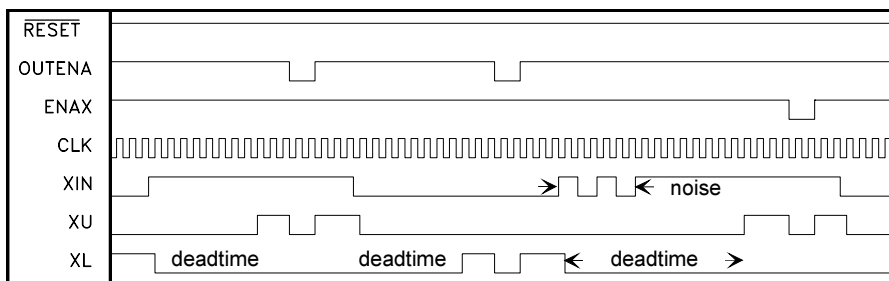 RESET
OUTENA
ENAX
CLK
XIN
noise
XU
XL
deadtime
deadtime
deadtime